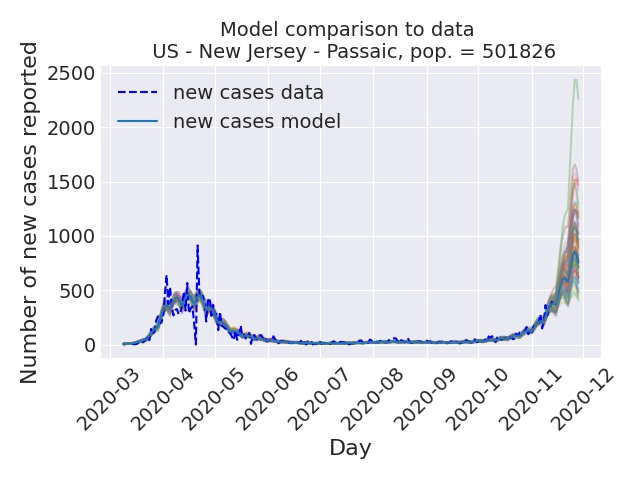 Model comparison to data
US - New Jersey - Passaic, pop. = 501826
Number of new cases reported
2500
2000
1500
1000
500
0
new cases data
new cases model
2020-03
2020-04
2020-05
2020-06
2020-07
2020-08
2020-09
2020-10
2020-11
2020-12
Day